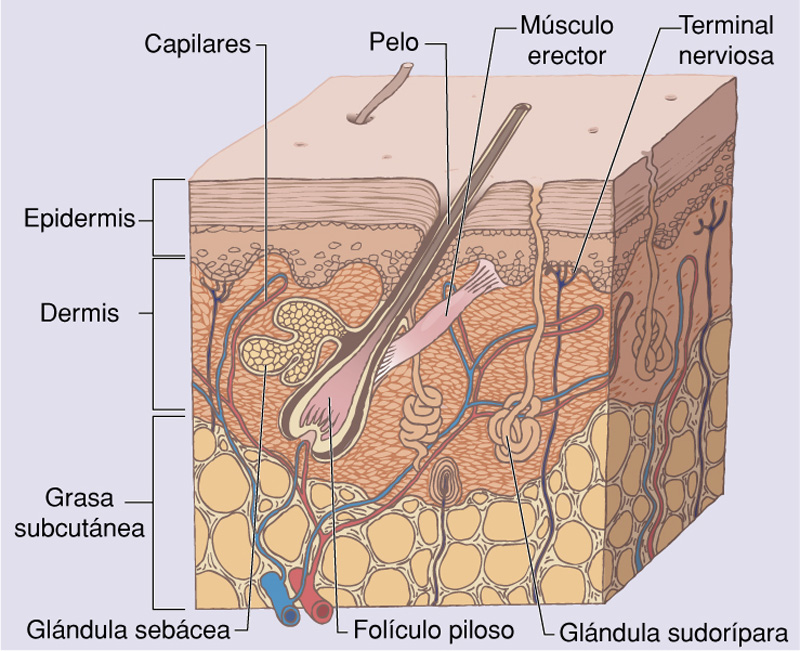 Capilares
Pelo
Músculo
erector
Terminal
nerviosa
Epidermis
Dermis
Grasa
subcutánea
Glándula sebácea
Folículo piloso
Glándula sudorípara